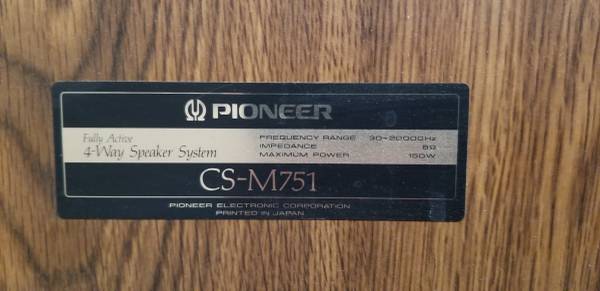 PIONEER
Fully Active
4-Way Speaker System
FREQUENCY RANGE 30~20000Hz
IMPEDANCE 8Ω
MAXIMUM POWER 150W
CS-M751
PIONEER ELECTRONIC CORPORATION
PRINTED IN JAPAN